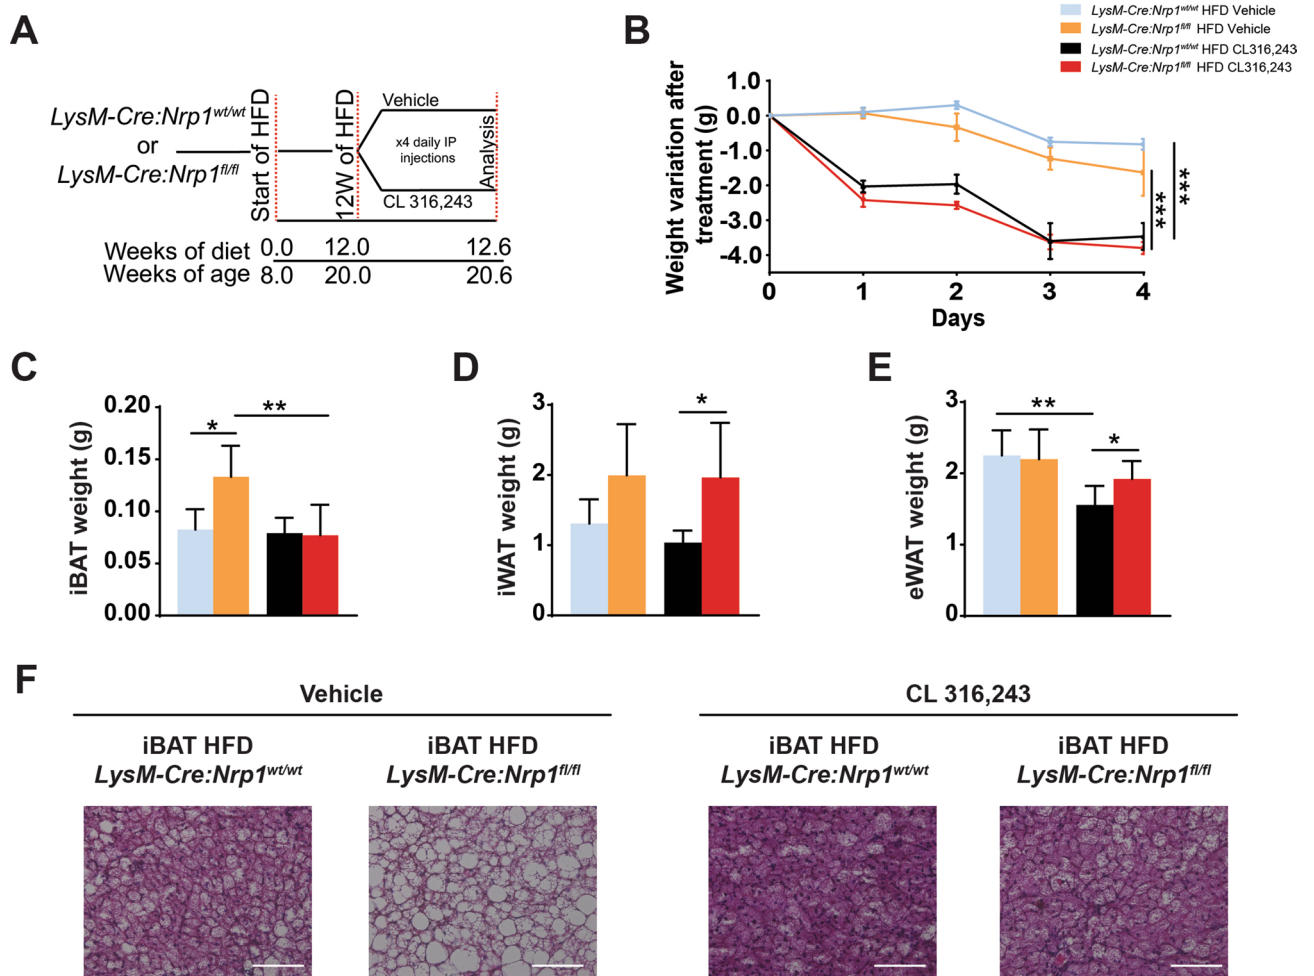 A
LysM-Cre:Nrp1wt/wt
or
LysM-Cre:Nrp1fl/fl
Start of HFD
12W of HFD
Vehicle
x4 daily IP
injections
CL 316,243
Analysis
Weeks of diet 0.0 12.0 12.6
Weeks of age 8.0 20.0 20.6
B
LysM-Cre:Nrp1wt/wt HFD Vehicle
LysM-Cre:Nrp1fl/fl HFD Vehicle
LysM-Cre:Nrp1wt/wt HFD CL316,243
LysM-Cre:Nrp1fl/fl HFD CL316,243
Weight variation after
treatment (g)
1.0
0.0
-1.0
-2.0
-3.0
-4.0
0 1 2 3 4
Days
***
***
C
iBAT weight (g)
0.20
0.15
0.10
0.05
0.00
*
**
D
iWAT weight (g)
3
2
1
0
*
E
eWAT weight (g)
3
2
1
0
**
*
F
Vehicle
CL 316,243
iBAT HFD
LysM-Cre:Nrp1wt/wt
iBAT HFD
LysM-Cre:Nrp1fl/fl
iBAT HFD
LysM-Cre:Nrp1wt/wt
iBAT HFD
LysM-Cre:Nrp1fl/fl